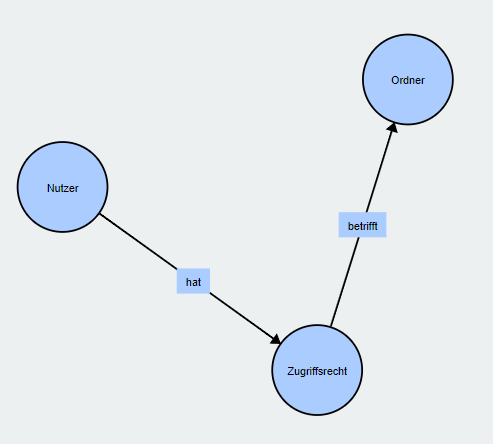 Ordner
Nutzer
betrifft
hat
Zugriffsrecht